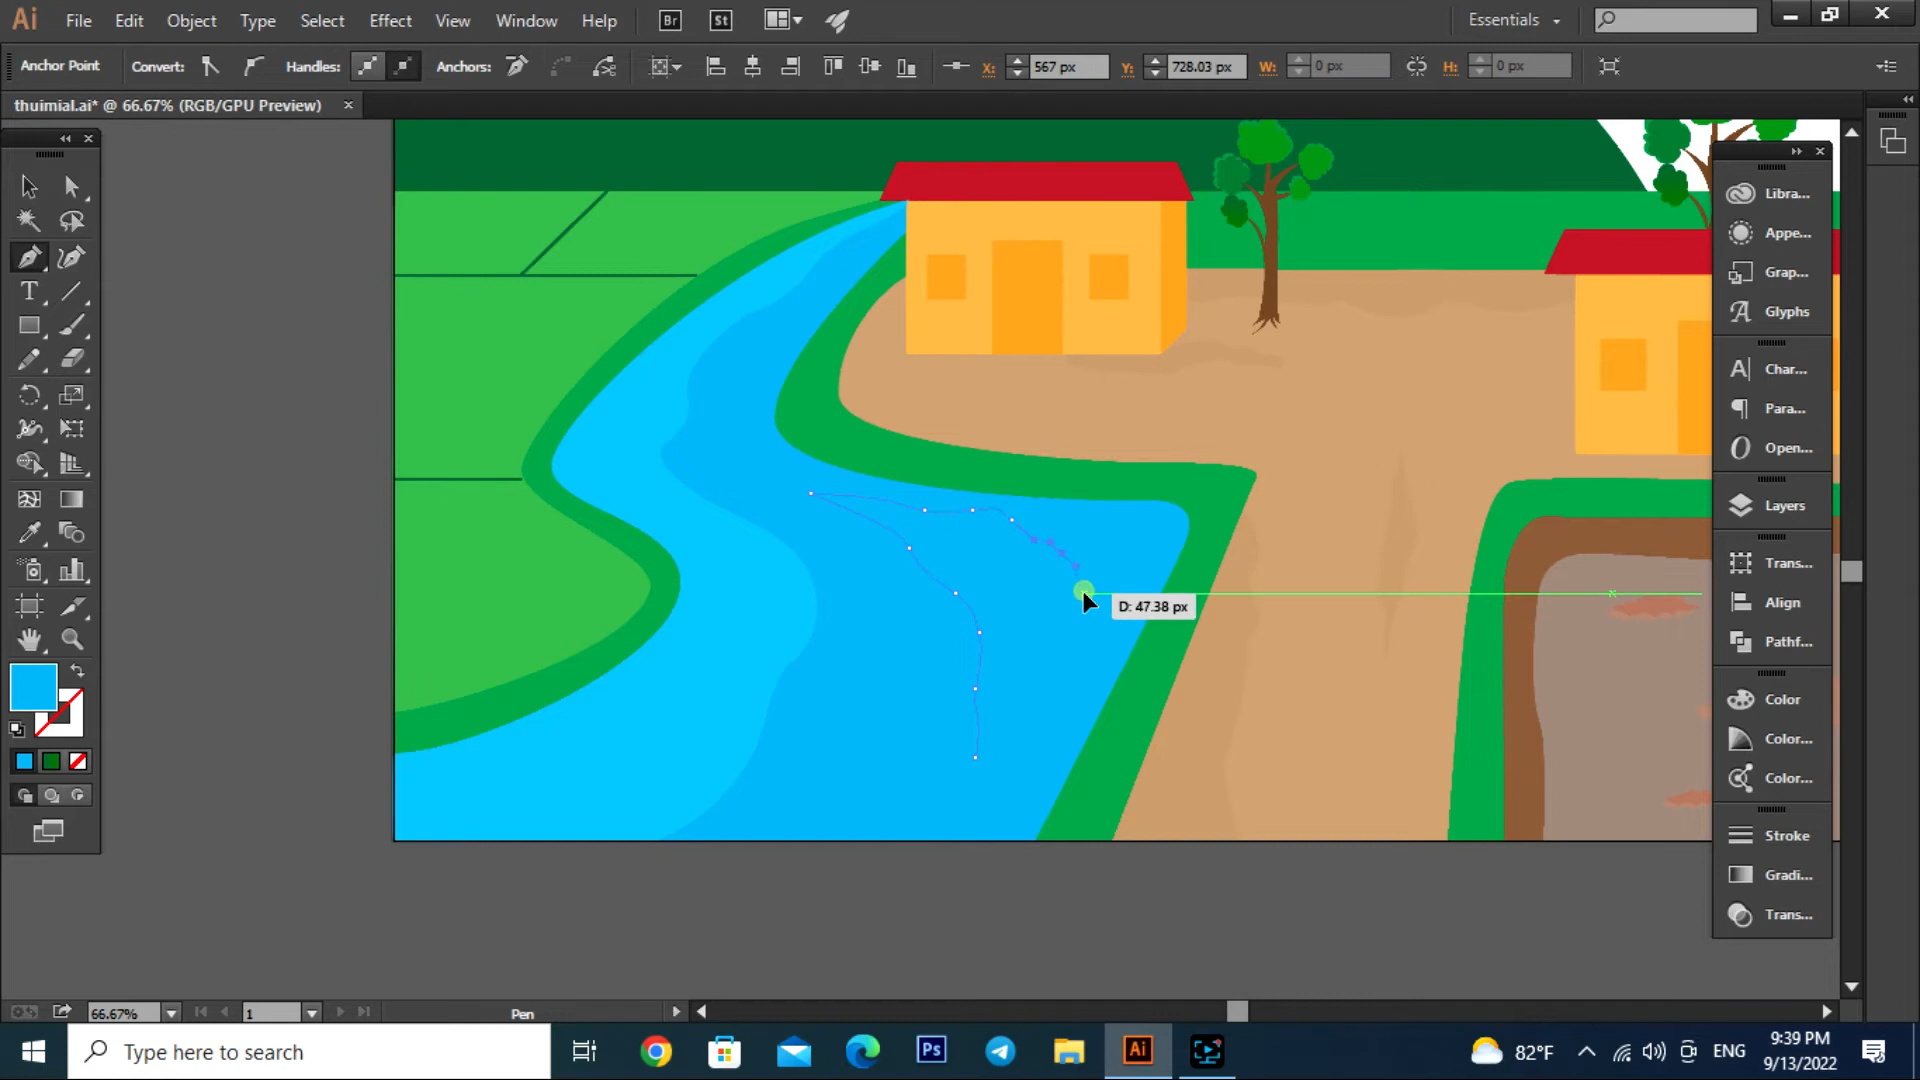 Ai File Edit Object Type Select Effect View Window Help Br St Essentials
Anchor Point Convert: Handles: Anchors: X: 567 px Y: 728.03 px W: 0 px H: 0 px
thuimial.ai* @ 66.67% (RGB/GPU Preview)
Libra...
Appe...
Grap...
Glyphs
Char...
Para...
Open...
Layers
Trans...
Align
Pathf...
Color
Color...
Color...
Stroke
Gradi...
Trans...
D: 47.38 px
66.67% 1 Pen
Type here to search Ps Ai 82°F ENG 9:39 PM
9/13/2022